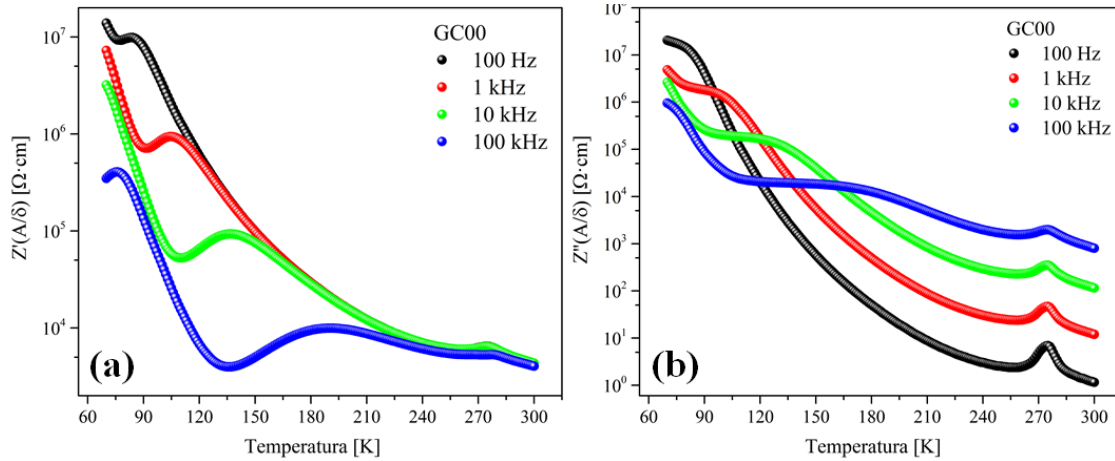 10⁷
10⁶
10⁵
10⁴
Z'(A/δ) [Ω·cm]
GC00
100 Hz
1 kHz
10 kHz
100 kHz
(a)
60 90 120 150 180 210 240 270 300
Temperatura [K]
10⁸
10⁷
10⁶
10⁵
10⁴
10³
10²
10¹
10⁰
Z"(A/δ) [Ω·cm]
GC00
100 Hz
1 kHz
10 kHz
100 kHz
(b)
60 90 120 150 180 210 240 270 300
Temperatura [K]